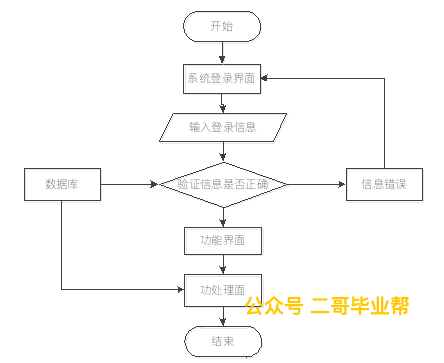 开始
系统登录界面
输入登录信息
数据库
验证信息是否正确
信息错误
功能界面
功处理面
公众号 二哥毕业帮
结束